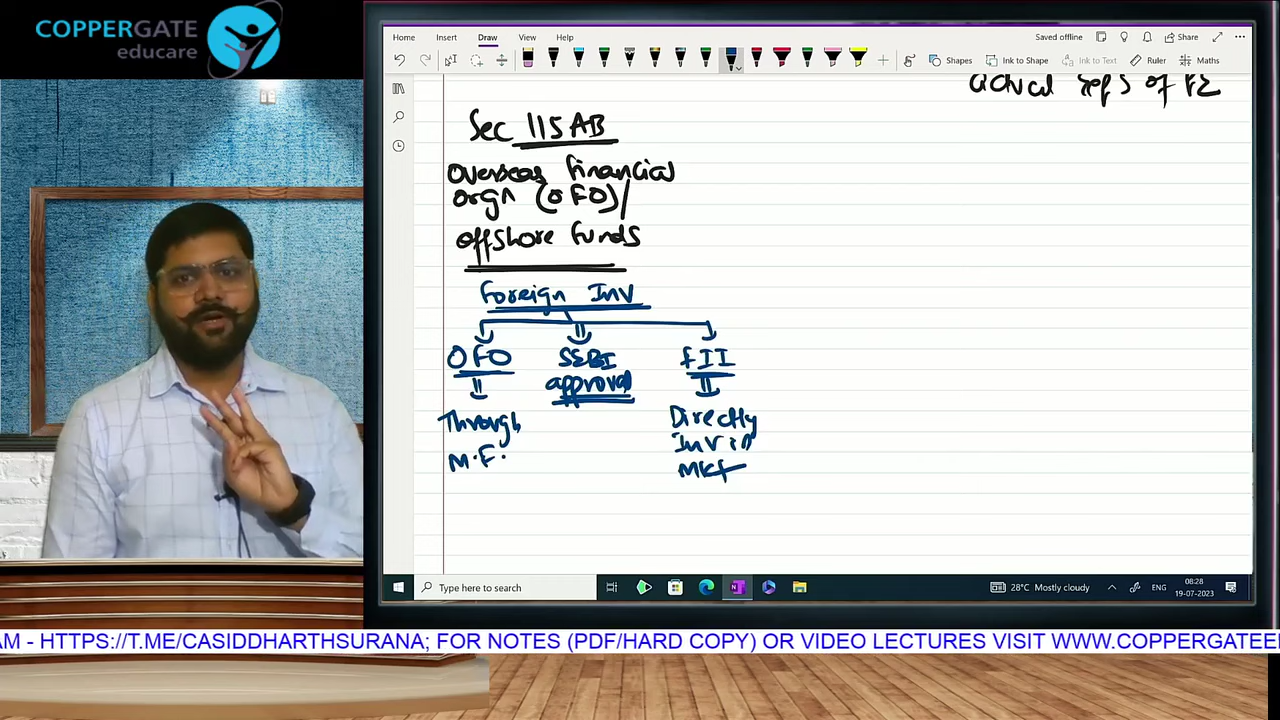 COPPERGATE
educare
Home Insert Draw View Help
Saved offline
Share
Shapes
Ink to Shape
Ink to Text
Ruler
Maths
of FE
Sec 115AB
Overseas Financial
Orgn (OFO)/
Offshore Funds
Foreign Inv
OFO SEBI approval FII
Through
M.F.
Directly
Inv in
Mkt
Type here to search
28°C Mostly cloudy
ENG
08:28
19-07-2023
AM - HTTPS://T.ME/CASIDDHARTHSURANA; FOR NOTES (PDF/HARD COPY) OR VIDEO LECTURES VISIT WWW.COPPERGATEE